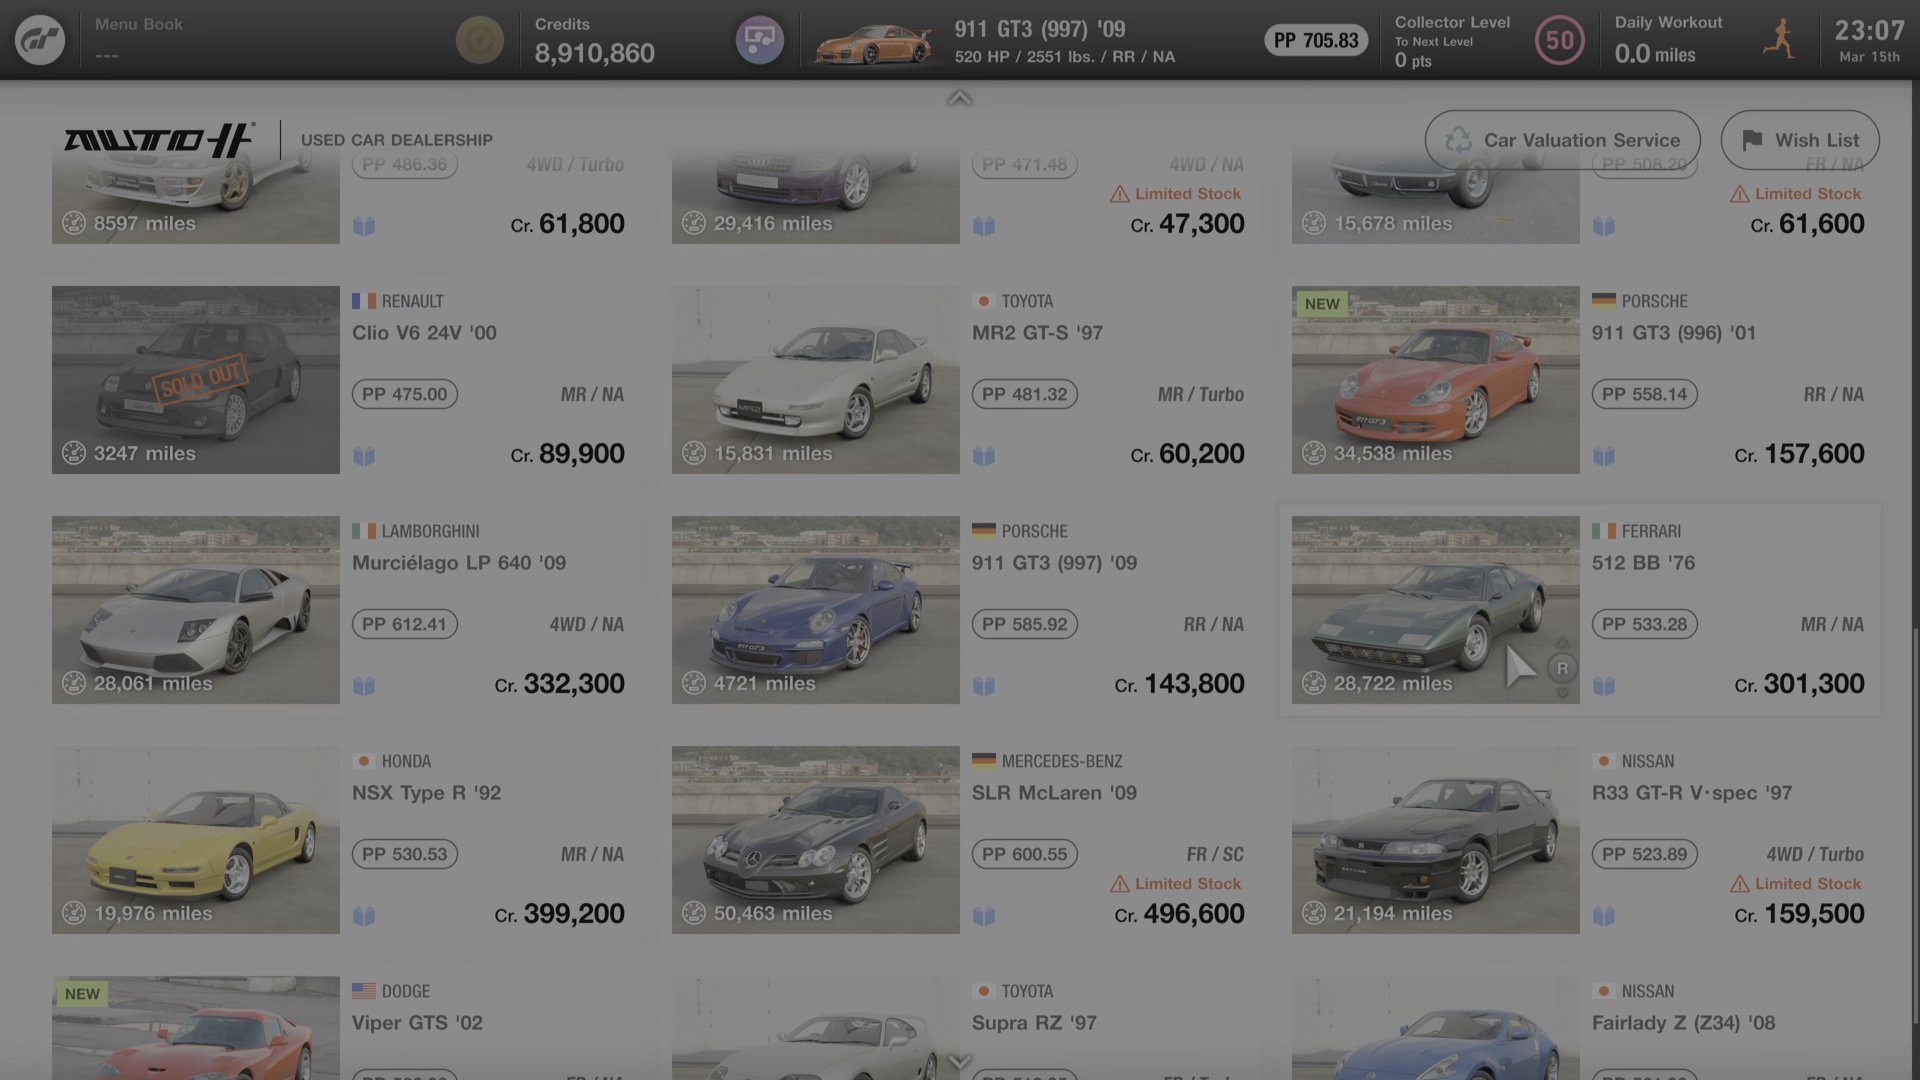 Menu Book
---
Credits
8,910,860
911 GT3 (997) '09
520 HP / 2551 lbs. / RR / NA
PP 705.83
Collector Level
To Next Level
0 pts
50
Daily Workout
0.0 miles
23:07
Mar 15th
AUTO
USED CAR DEALERSHIP
Car Valuation Service
Wish List
PP 486.36
4WD / Turbo
8597 miles
Cr. 61,800
PP 471.48
4WD / NA
Limited Stock
29,416 miles
Cr. 47,300
PP 508.20
FR / NA
Limited Stock
15,678 miles
Cr. 61,600
RENAULT
Clio V6 24V '00
SOLD OUT
PP 475.00
MR / NA
3247 miles
Cr. 89,900
TOYOTA
MR2 GT-S '97
MR2
PP 481.32
MR / Turbo
15,831 miles
Cr. 60,200
NEW
PORSCHE
911 GT3 (996) '01
911 GT3
PP 558.14
RR / NA
34,538 miles
Cr. 157,600
LAMBORGHINI
Murciélago LP 640 '09
PP 612.41
4WD / NA
28,061 miles
Cr. 332,300
PORSCHE
911 GT3 (997) '09
911 GT3
PP 585.92
RR / NA
4721 miles
Cr. 143,800
FERRARI
512 BB '76
PP 533.28
MR / NA
R
28,722 miles
Cr. 301,300
HONDA
NSX Type R '92
PP 530.53
MR / NA
19,976 miles
Cr. 399,200
MERCEDES-BENZ
SLR McLaren '09
PP 600.55
FR / SC
Limited Stock
50,463 miles
Cr. 496,600
NISSAN
R33 GT-R V·spec '97
SKYLINE
PP 523.89
4WD / Turbo
Limited Stock
21,194 miles
Cr. 159,500
NEW
DODGE
Viper GTS '02
TOYOTA
Supra RZ '97
NISSAN
Fairlady Z (Z34) '08